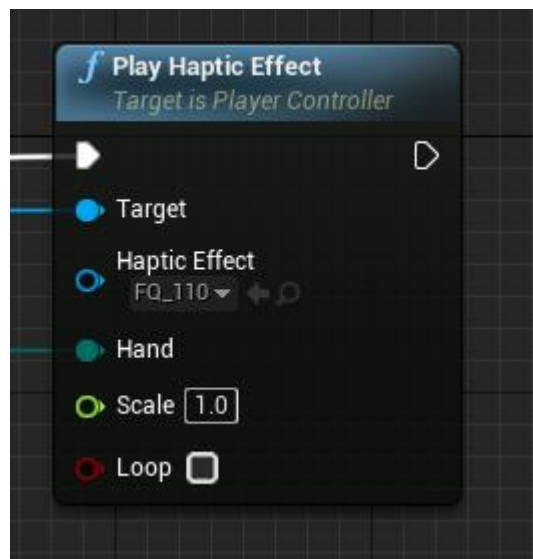 f Play Haptic Effect
Target is Player Controller
Target
Haptic Effect
FQ_110
Hand
Scale 1.0
Loop